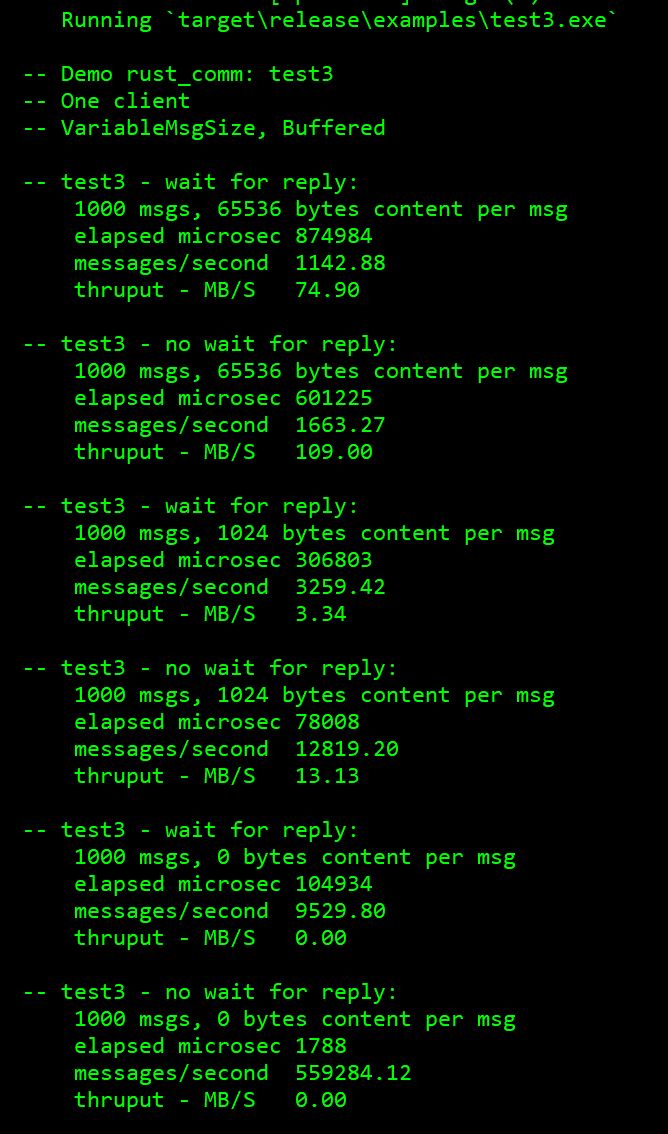 Running `target\release\examples\test3.exe`
-- Demo rust_comm: test3
-- One client
-- VariableMsgSize, Buffered
-- test3 - wait for reply:
1000 msgs, 65536 bytes content per msg
elapsed microsec 874984
messages/second  1142.88
thruput - MB/S   74.90
-- test3 - no wait for reply:
1000 msgs, 65536 bytes content per msg
elapsed microsec 601225
messages/second  1663.27
thruput - MB/S   109.00
-- test3 - wait for reply:
1000 msgs, 1024 bytes content per msg
elapsed microsec 306803
messages/second  3259.42
thruput - MB/S   3.34
-- test3 - no wait for reply:
1000 msgs, 1024 bytes content per msg
elapsed microsec 78008
messages/second  12819.20
thruput - MB/S   13.13
-- test3 - wait for reply:
1000 msgs, 0 bytes content per msg
elapsed microsec 104934
messages/second  9529.80
thruput - MB/S   0.00
-- test3 - no wait for reply:
1000 msgs, 0 bytes content per msg
elapsed microsec 1788
messages/second  559284.12
thruput - MB/S   0.00